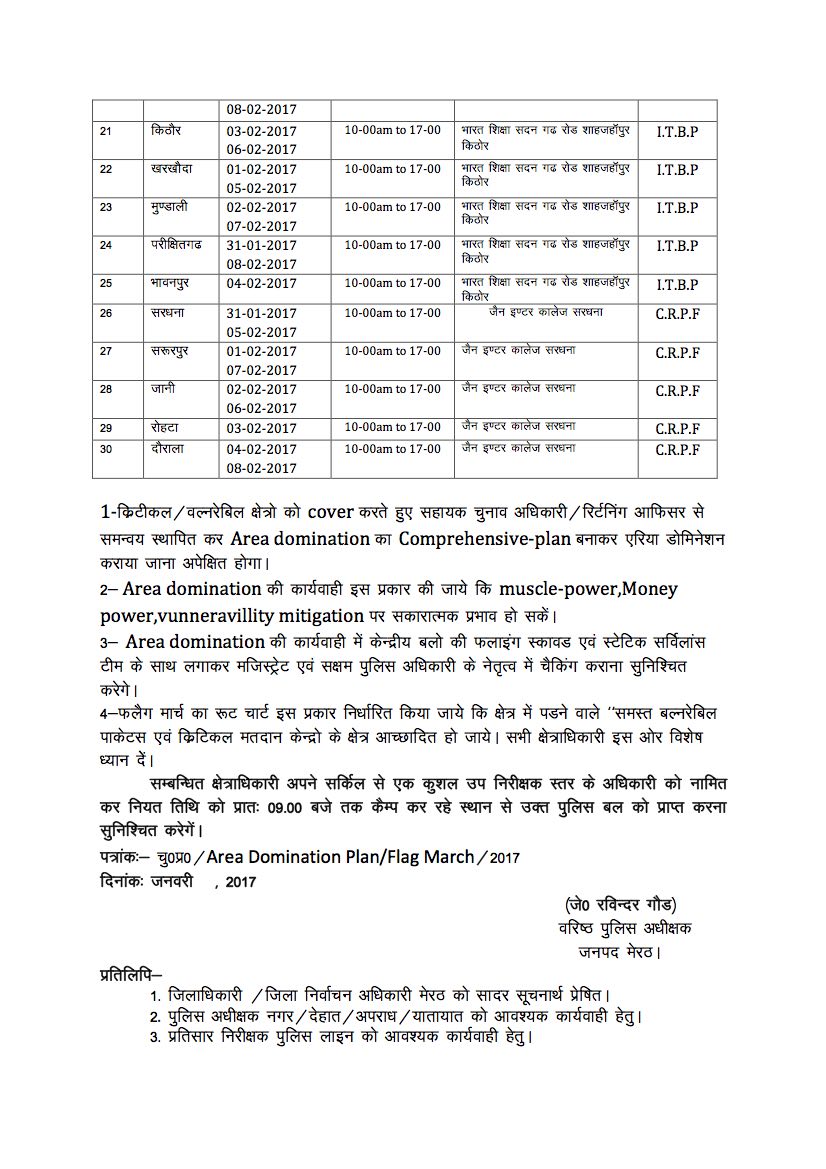 08-02-2017
21 किठौर 03-02-2017 10-00am to 17-00 भारत शिक्षा सदन गढ रोड शाहजहॉपुर I.T.B.P
06-02-2017 किठोर
22 खरखौदा 01-02-2017 10-00am to 17-00 भारत शिक्षा सदन गढ रोड शाहजहॉपुर I.T.B.P
05-02-2017 किठोर
23 मुण्डाली 02-02-2017 10-00am to 17-00 भारत शिक्षा सदन गढ रोड शाहजहॉपुर I.T.B.P
07-02-2017 किठोर
24 परीक्षितगढ 31-01-2017 10-00am to 17-00 भारत शिक्षा सदन गढ रोड शाहजहॉपुर I.T.B.P
08-02-2017 किठोर
25 भावनपुर 04-02-2017 10-00am to 17-00 भारत शिक्षा सदन गढ रोड शाहजहॉपुर I.T.B.P
किठोर
26 सरधना 31-01-2017 10-00am to 17-00 जैन इण्टर कालेज सरधना C.R.P.F
05-02-2017
27 सरूरपुर 01-02-2017 10-00am to 17-00 जैन इण्टर कालेज सरधना C.R.P.F
07-02-2017
28 जानी 02-02-2017 10-00am to 17-00 जैन इण्टर कालेज सरधना C.R.P.F
06-02-2017
29 रोहटा 03-02-2017 10-00am to 17-00 जैन इण्टर कालेज सरधना C.R.P.F
30 दौराला 04-02-2017 10-00am to 17-00 जैन इण्टर कालेज सरधना C.R.P.F
08-02-2017
1-क्रिटीकल/वल्नरेबिल क्षेत्रो को cover करते हुए सहायक चुनाव अधिकारी/रिर्टनिंग आफिसर से
समन्वय स्थापित कर Area domination का Comprehensive-plan बनाकर एरिया डोमिनेशन
कराया जाना अपेक्षित होगा।
2– Area domination की कार्यवाही इस प्रकार की जाये कि muscle-power,Money
power,vunneravillity mitigation पर सकारात्मक प्रभाव हो सकें।
3– Area domination की कार्यवाही में केन्द्रीय बलो की फलाइंग स्कावड एवं स्टेटिक सर्विलांस
टीम के साथ लगाकर मजिस्ट्रेट एवं सक्षम पुलिस अधिकारी के नेतृत्व में चैकिंग कराना सुनिश्चित
करेगे।
4–फलैग मार्च का रूट चार्ट इस प्रकार निर्धारित किया जाये कि क्षेत्र में पडने वाले "समस्त बल्नरेबिल
पाकेटस एवं क्रिटिकल मतदान केन्द्रो के क्षेत्र आच्छादित हो जाये। सभी क्षेत्राधिकारी इस ओर विशेष
ध्यान दें।
सम्बन्धित क्षेत्राधिकारी अपने सर्किल से एक कुशल उप निरीक्षक स्तर के अधिकारी को नामित
कर नियत तिथि को प्रातः 09.00 बजे तक कैम्प कर रहे स्थान से उक्त पुलिस बल को प्राप्त करना
सुनिश्चित करेगें।
पत्रांकः– चु0प्र0/Area Domination Plan/Flag March/2017
दिनांकः जनवरी , 2017
(जे0 रविन्दर गौड)
वरिष्ठ पुलिस अधीक्षक
जनपद मेरठ।
प्रतिलिपि–
1. जिलाधिकारी /जिला निर्वाचन अधिकारी मेरठ को सादर सूचनार्थ प्रेषित।
2. पुलिस अधीक्षक नगर/देहात/अपराध/यातायात को आवश्यक कार्यवाही हेतु।
3. प्रतिसार निरीक्षक पुलिस लाइन को आवश्यक कार्यवाही हेतु।